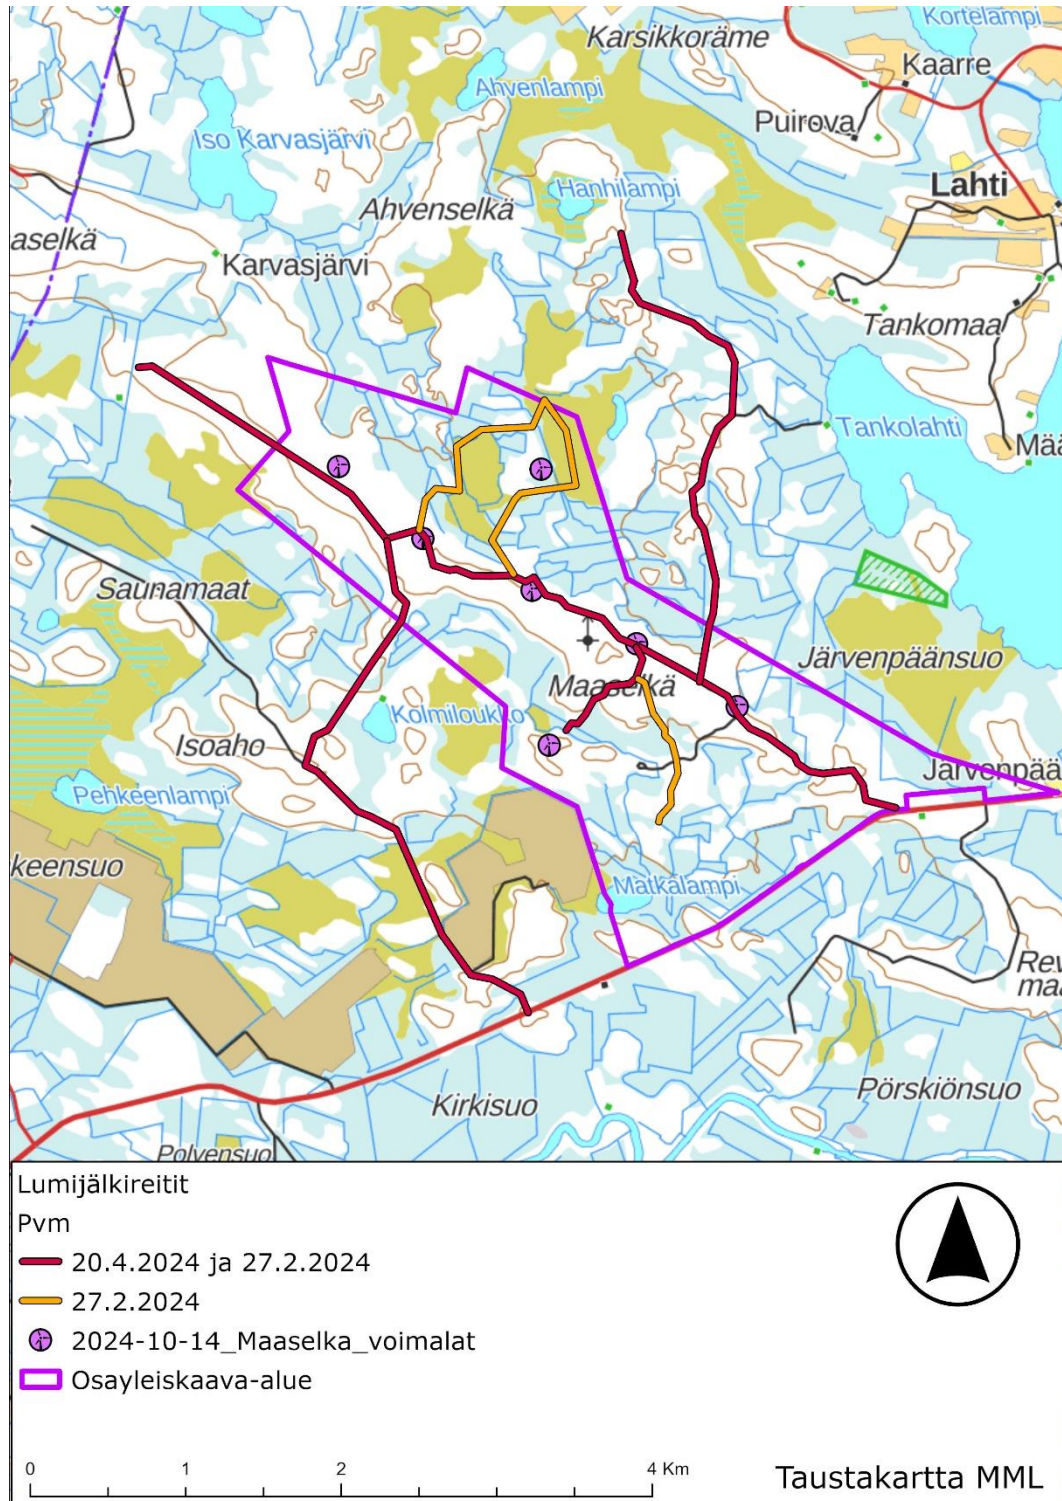 Kortelampi
Karsikkoräme
Kaarre
Ahvenlampi
Puirova
Iso Karvasjärvi
Hanhilampi
Lahti
Ahvenselkä
aselkä
Karvasjärvi
Tankomaa
Tankolahti
Mää
Saunamaat
Järvenpäänsuo
Maaselkä
Kolmiloukko
Isoaho
Järvenpää
Pehkeenlampi
keensuo
Matkalampi
Rev
maa
Pörskiönsuo
Kirkisuo
Polvensuo
Lumijälkireitit
Pvm
20.4.2024 ja 27.2.2024
27.2.2024
2024-10-14_Maaselka_voimalat
Osayleiskaava-alue
0 1 2 4 Km
Taustakartta MML